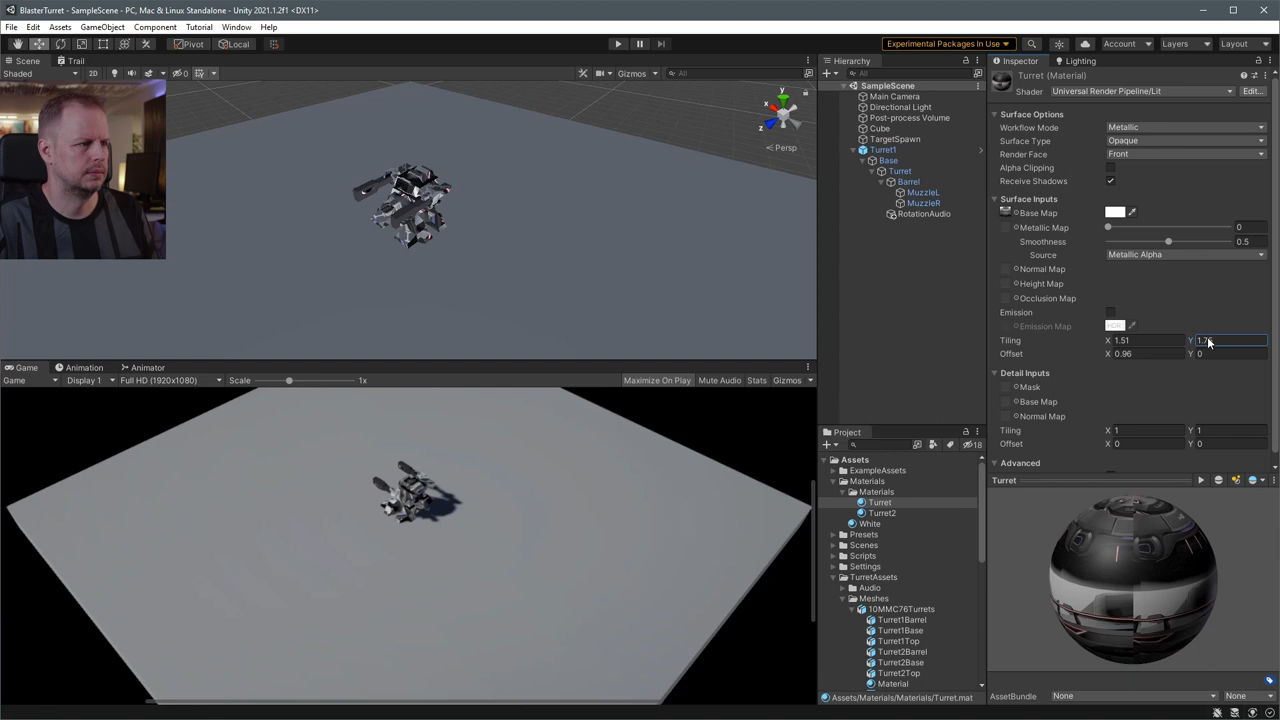 BlasterTurret - SampleScene - PC, Mac & Linux Standalone - Unity 2021.1.2f1 <DX11>
File Edit Assets GameObject Component Tutorial Window Help
Pivot Local Experimental Packages In Use Account Layers Layout
Scene Trail
Shaded 2D 0 Gizmos All
y
x
z
Persp
Game Animation Animator
Game Display 1 Full HD (1920x1080) Scale 1x Maximize On Play Mute Audio Stats Gizmos
Hierarchy
All
SampleScene
Main Camera
Directional Light
Post-process Volume
Cube
TargetSpawn
Turret1
Base
Turret
Barrel
MuzzleL
MuzzleR
RotationAudio
Project
18
Assets
ExampleAssets
Materials
Materials
Turret
Turret2
White
Presets
Scenes
Scripts
Settings
TurretAssets
Audio
Meshes
10MMC76Turrets
Turret1Barrel
Turret1Base
Turret1Top
Turret2Barrel
Turret2Base
Turret2Top
Material
Assets/Materials/Materials/Turret.mat
Inspector Lighting
Turret (Material)
Shader Universal Render Pipeline/Lit Edit...
Surface Options
Workflow Mode Metallic
Surface Type Opaque
Render Face Front
Alpha Clipping
Receive Shadows
Surface Inputs
Base Map
Metallic Map 0
Smoothness 0.5
Source Metallic Alpha
Normal Map
Height Map
Occlusion Map
Emission
Emission Map HDR
Tiling X 1.51 Y
Offset X 0.96 Y 0
Detail Inputs
Mask
Base Map
Normal Map
Tiling X 1 Y 1
Offset X 0 Y 0
Advanced
Turret
AssetBundle None None